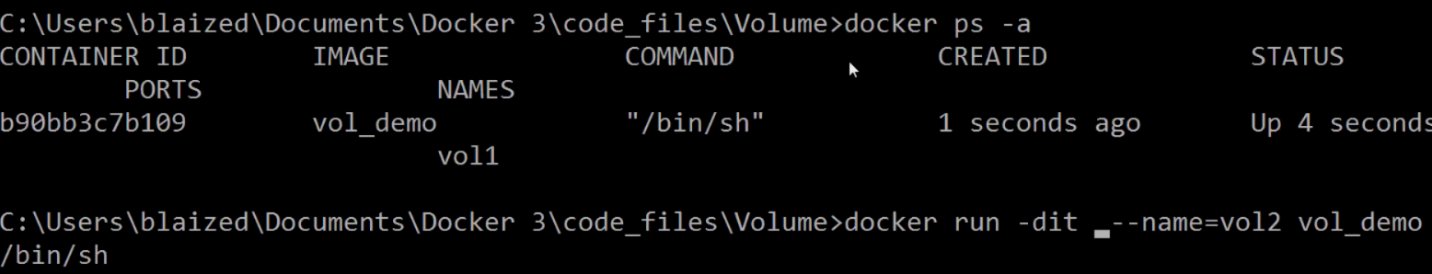 C:\Users\blaized\Documents\Docker 3\code_files\Volume>docker ps -a
CONTAINER ID        IMAGE               COMMAND             CREATED             STATUS
        PORTS               NAMES
b90bb3c7b109        vol_demo            "/bin/sh"           1 seconds ago       Up 4 seconds
                            vol1
C:\Users\blaized\Documents\Docker 3\code_files\Volume>docker run -dit --name=vol2 vol_demo
/bin/sh